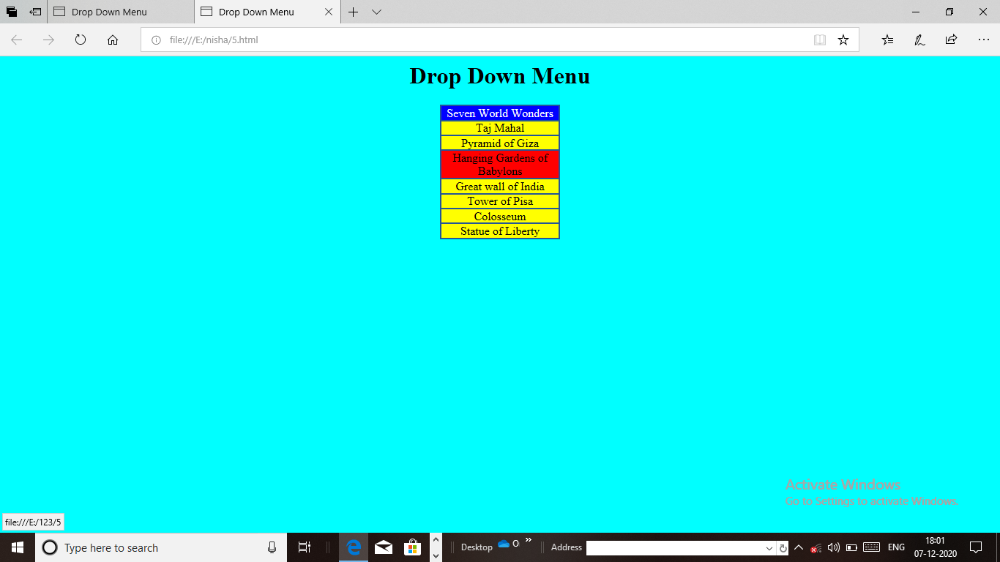 Drop Down Menu
Drop Down Menu
file:///E:/nisha/5.html
Drop Down Menu
Seven World Wonders
Taj Mahal
Pyramid of Giza
Hanging Gardens of
Babylons
Great wall of India
Tower of Pisa
Colosseum
Statue of Liberty
Activate Windows
Go to Settings to activate Windows.
file:///E:/123/5
Type here to search
Desktop
O
Address
ENG
18:01
07-12-2020